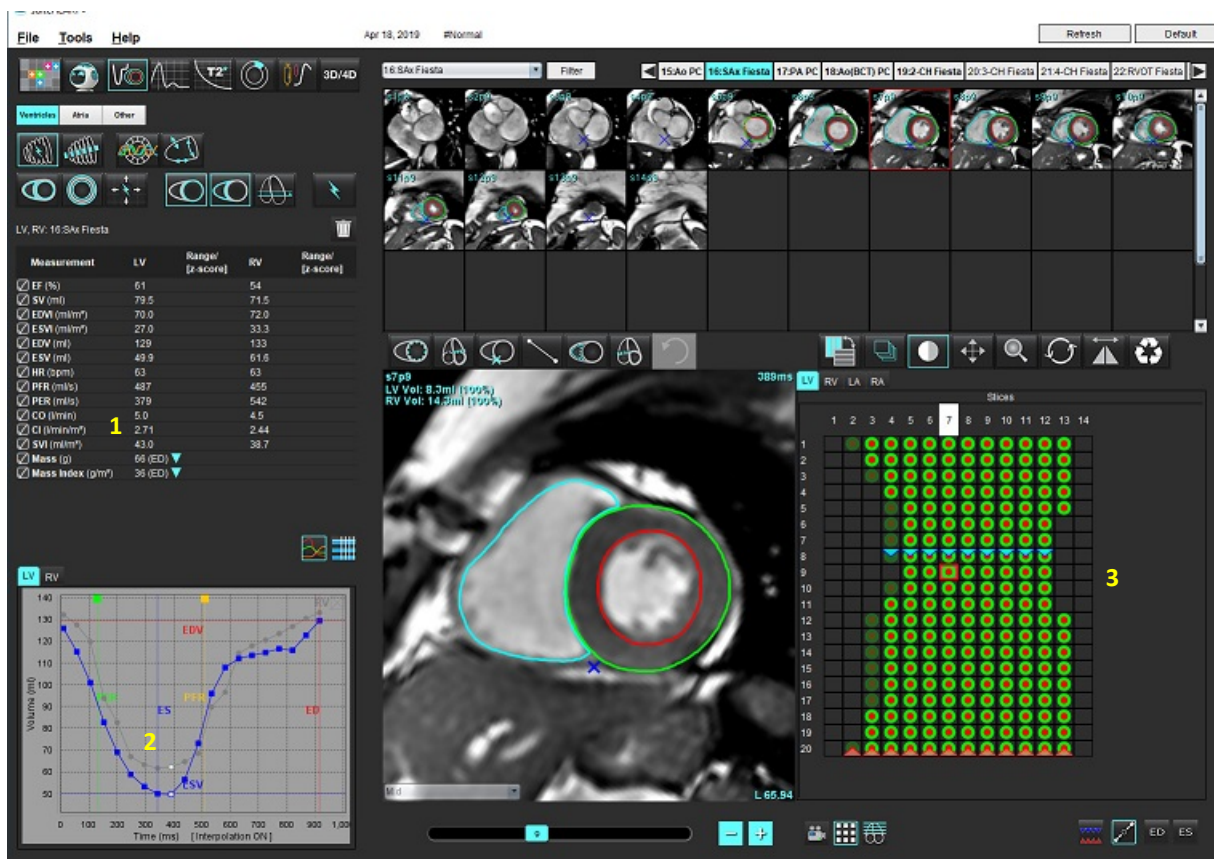 File Tools Help
Apr 18, 2019 #Normal
Refresh Default
T2* 3D/4D
16:SAx Fiesta Filter
15:Ao PC 16:SAx Fiesta 17:PA PC 18:Ao(BCT) PC 19:2-CH Fiesta 20:3-CH Fiesta 21:4-CH Fiesta 22:RVOT Fiesta
Ventricles Atria Other
s7p9 s8p9 s9p9 s10p9
s11p9 s12p9 s13p9
LV, RV: 16:SAx Fiesta
Measurement LV Range/ [z-score] RV Range/ [z-score]
EF (%) 61 54
SV (ml) 79.5 71.5
EDVI (ml/m²) 70.0 72.0
ESVI (ml/m²) 27.0 33.3
EDV (ml) 129 133
ESV (ml) 49.9 61.6
HR (bpm) 63 63
PFR (ml/s) 487 455
PER (ml/s) 379 542
CO (l/min) 5.0 4.5
CI (l/min/m²) 2.71 2.44
SVI (ml/m²) 43.0 38.7
Mass (g) 66 (ED)
Mass Index (g/m²) 36 (ED)
1
LV RV
140
130
120
110
100
90
80
70
60
50
Volume (ml)
EDV
PFR
ES
ED
ESV
RV
2
0 100 200 300 400 500 600 700 800 900 1,00
Time (ms) [Interpolation ON]
s7p9
LV Vol: 8.3ml (100%)
RV Vol: 14.3ml (100%)
389ms
Mid
L 65.94
9
LV RV LA RA
Slices
1 2 3 4 5 6 7 8 9 10 11 12 13 14
1
2
3
4
5
6
7
8
9
10
11
12
13
14
15
16
17
18
19
20
3
ED ES